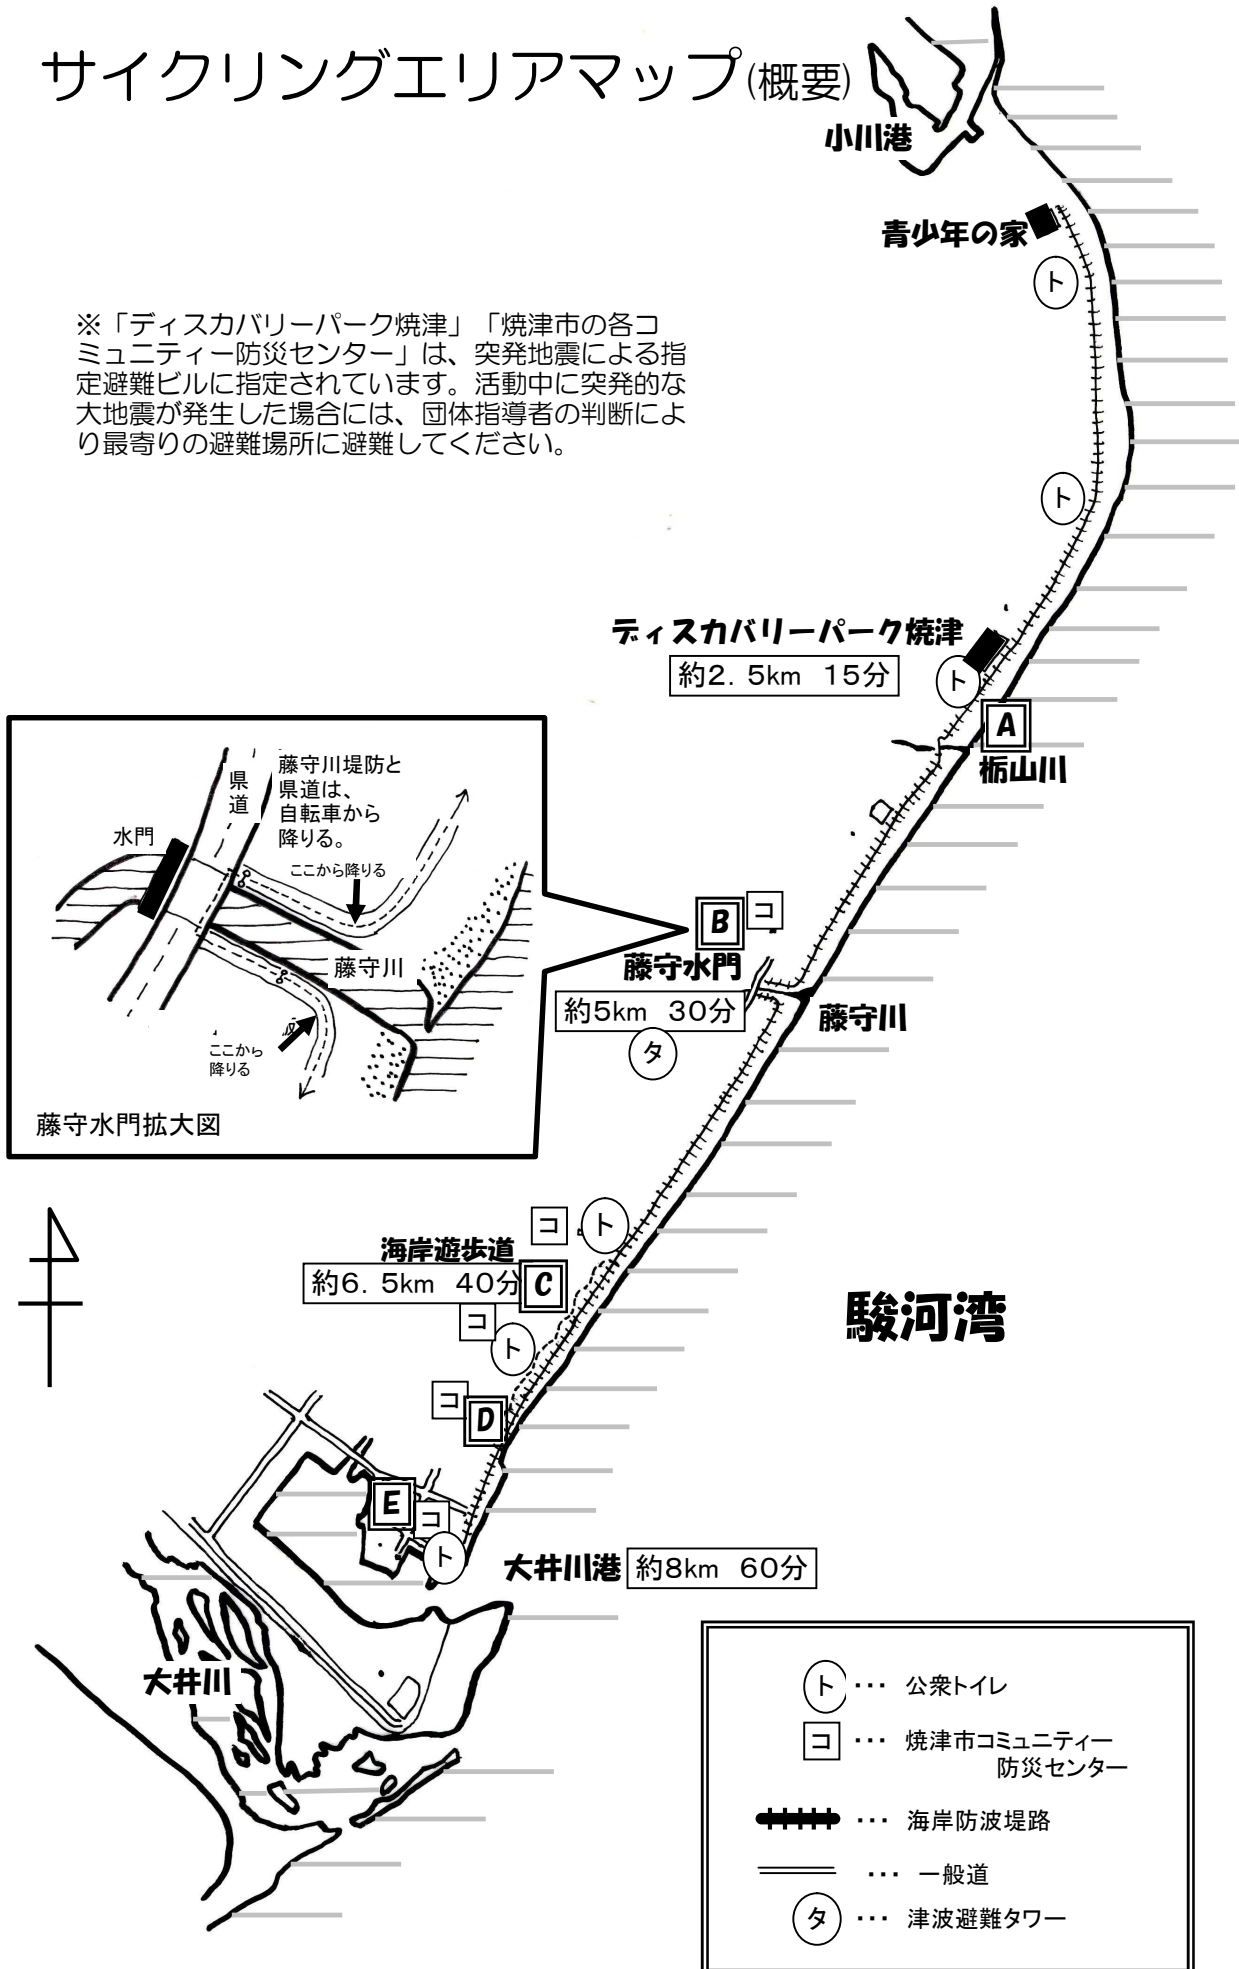 サイクリングエリアマップ(概要)
小川港
青少年の家
ト
※「ディスカバリーパーク焼津」「焼津市の各コ
ミュニティー防災センター」は、突発地震による指
定避難ビルに指定されています。活動中に突発的な
大地震が発生した場合には、団体指導者の判断によ
り最寄りの避難場所に避難してください。
ト
ディスカバリーパーク焼津
約2.5km 15分
ト
A
栃山川
県道
藤守川堤防と
県道は、
自転車から
降りる。
水門
ここから降りる
藤守川
ここから
降りる
藤守水門拡大図
B
コ
藤守水門
約5km 30分
藤守川
タ
コ
ト
海岸遊歩道
約6.5km 40分
C
コ
ト
駿河湾
コ
D
E
コ
ト
大井川港
約8km 60分
大井川
ト … 公衆トイレ
コ … 焼津市コミュニティー
防災センター
… 海岸防波堤路
… 一般道
タ … 津波避難タワー